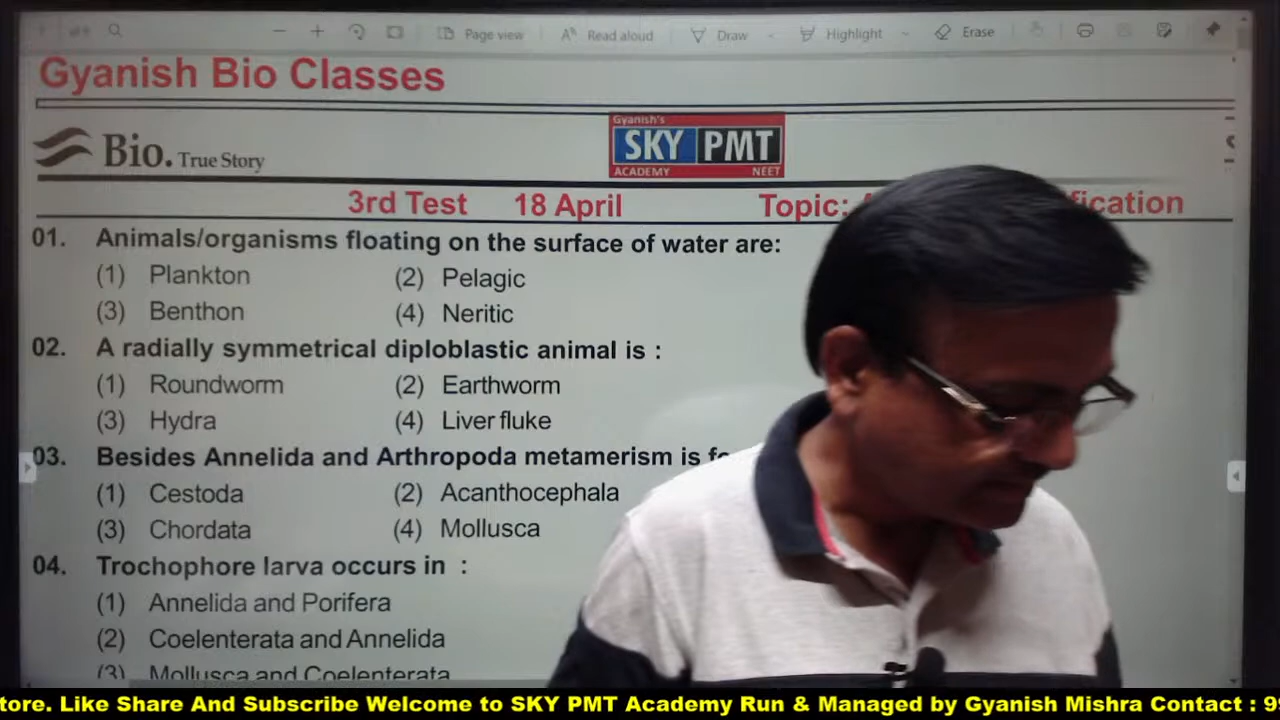 Page view
Read aloud
Draw
Highlight
Erase
Gyanish Bio Classes
Bio. True Story
Gyanish's
SKY PMT
ACADEMY NEET
3rd Test 18 April Topic:
01. Animals/organisms floating on the surface of water are:
(1) Plankton (2) Pelagic
(3) Benthon (4) Neritic
02. A radially symmetrical diploblastic animal is :
(1) Roundworm (2) Earthworm
(3) Hydra (4) Liver fluke
03. Besides Annelida and Arthropoda metamerism is
(1) Cestoda (2) Acanthocephala
(3) Chordata (4) Mollusca
04. Trochophore larva occurs in :
(1) Annelida and Porifera
(2) Coelenterata and Annelida
(3) Mollusca and Coelenterata
tore. Like Share And Subscribe Welcome to SKY PMT Academy Run & Managed by Gyanish Mishra Contact : 9